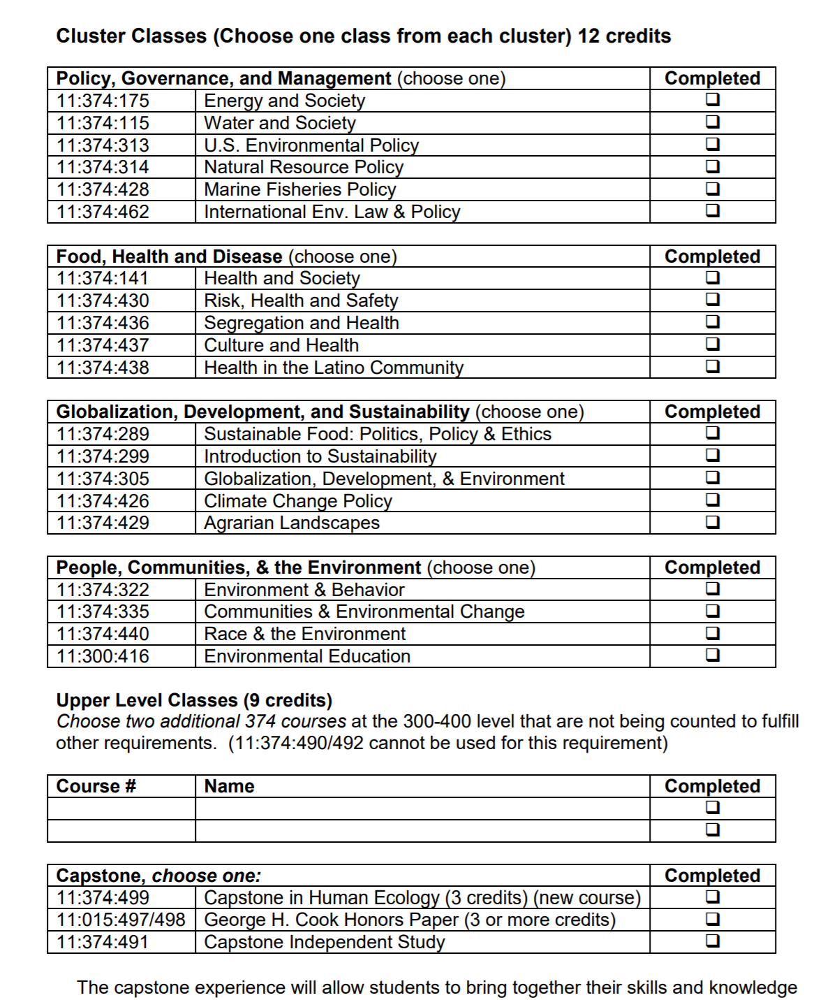 Cluster Classes (Choose one class from each cluster) 12 credits
Policy, Governance, and Management (choose one) Completed
11:374:175 Energy and Society ❑
11:374:115 Water and Society ❑
11:374:313 U.S. Environmental Policy ❑
11:374:314 Natural Resource Policy ❑
11:374:428 Marine Fisheries Policy ❑
11:374:462 International Env. Law & Policy ❑
Food, Health and Disease (choose one) Completed
11:374:141 Health and Society ❑
11:374:430 Risk, Health and Safety ❑
11:374:436 Segregation and Health ❑
11:374:437 Culture and Health ❑
11:374:438 Health in the Latino Community ❑
Globalization, Development, and Sustainability (choose one) Completed
11:374:289 Sustainable Food: Politics, Policy & Ethics ❑
11:374:299 Introduction to Sustainability ❑
11:374:305 Globalization, Development, & Environment ❑
11:374:426 Climate Change Policy ❑
11:374:429 Agrarian Landscapes ❑
People, Communities, & the Environment (choose one) Completed
11:374:322 Environment & Behavior ❑
11:374:335 Communities & Environmental Change ❑
11:374:440 Race & the Environment ❑
11:300:416 Environmental Education ❑
Upper Level Classes (9 credits)
Choose two additional 374 courses at the 300-400 level that are not being counted to fulfill
other requirements. (11:374:490/492 cannot be used for this requirement)
Course # Name Completed
❑
❑
Capstone, choose one: Completed
11:374:499 Capstone in Human Ecology (3 credits) (new course) ❑
11:015:497/498 George H. Cook Honors Paper (3 or more credits) ❑
11:374:491 Capstone Independent Study ❑
The capstone experience will allow students to bring together their skills and knowledge